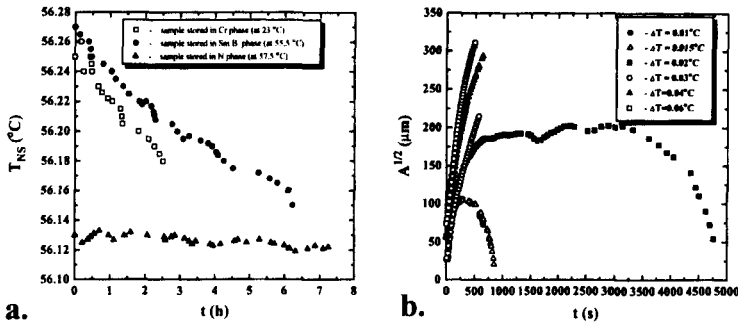 56.28
56.26
56.24
56.22
56.20
56.18
56.16
56.14
56.12
56.10
T_NS (°C)
□ - sample stored in Cr phase (at 23 °C)
● - sample stored in Sm B phase (at 55,5 °C)
▲ - sample stored in N phase (at 57,5 °C)
0 1 2 3 4 5 6 7 8
t (h)
a.
350
300
250
200
150
100
50
0
A^1/2 (μm)
- ΔT = 0.01°C
- ΔT = 0.015°C
- ΔT = 0.02°C
- ΔT = 0.03°C
- ΔT=0.04°C
- ΔT=0.06°C
0 500 1000 1500 2000 2500 3000 3500 4000 4500 5000
t (s)
b.